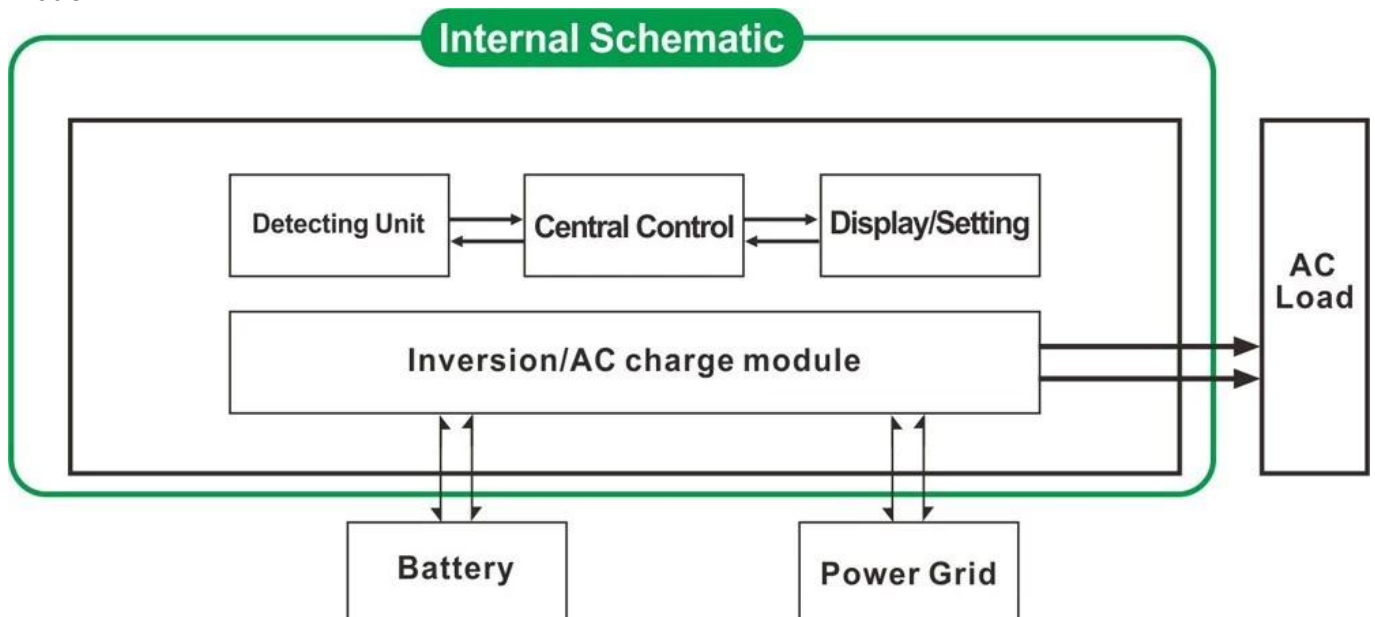 Internal Schematic
Detecting Unit
Central Control
Display/Setting
AC
Load
Inversion/AC charge module
Battery
Power Grid